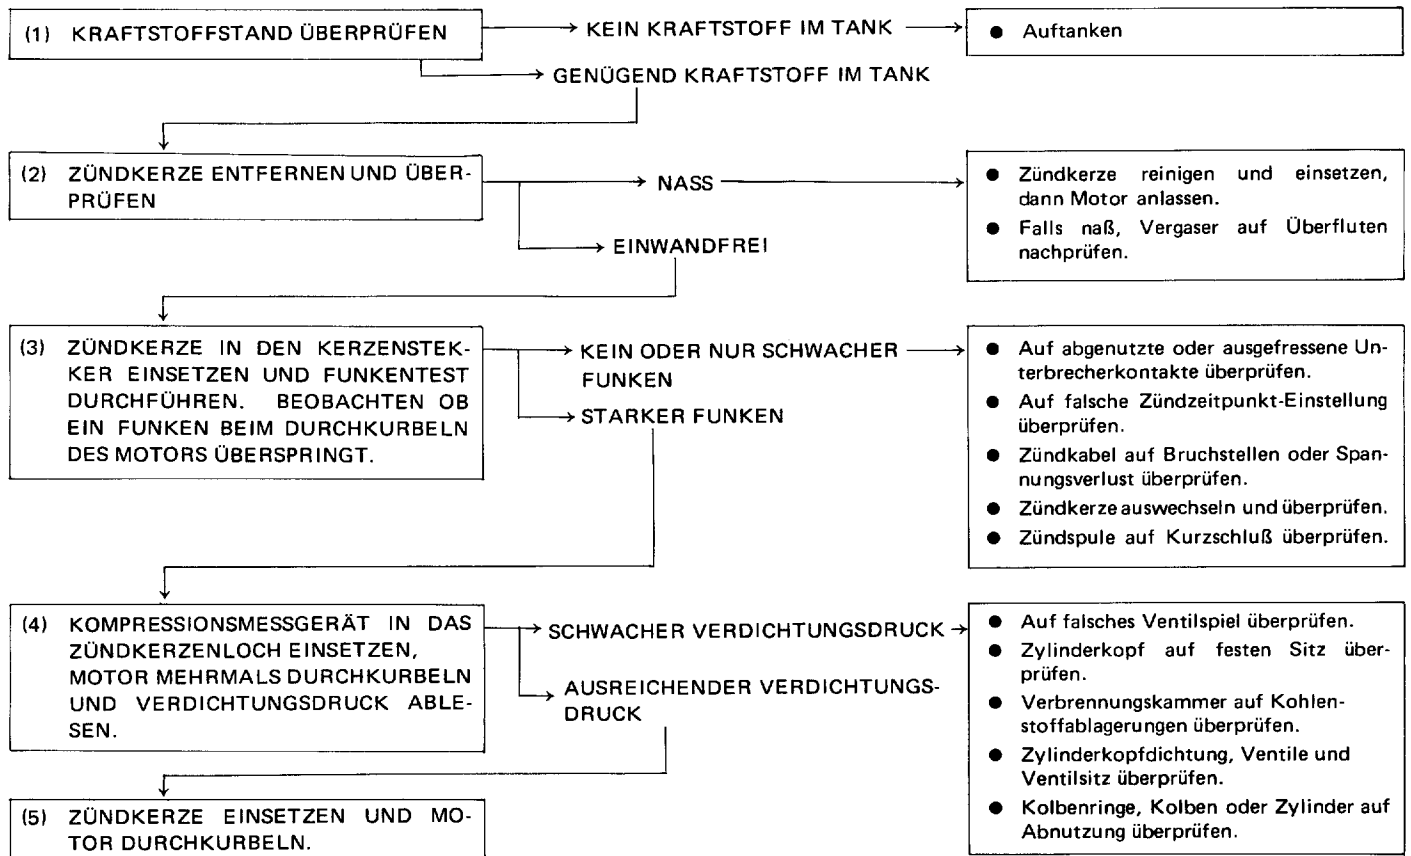 (1) KRAFTSTOFFSTAND ÜBERPRÜFEN
KEIN KRAFTSTOFF IM TANK
● Auftanken
GENÜGEND KRAFTSTOFF IM TANK
(2) ZÜNDKERZE ENTFERNEN UND ÜBER-
PRÜFEN
NASS
● Zündkerze reinigen und einsetzen,
dann Motor anlassen.
● Falls naß, Vergaser auf Überfluten
nachprüfen.
EINWANDFREI
(3) ZÜNDKERZE IN DEN KERZENSTEK-
KER EINSETZEN UND FUNKENTEST
DURCHFÜHREN. BEOBACHTEN OB
EIN FUNKEN BEIM DURCHKURBELN
DES MOTORS ÜBERSPRINGT.
KEIN ODER NUR SCHWACHER
FUNKEN
● Auf abgenutzte oder ausgefressene Un-
terbrecherkontakte überprüfen.
● Auf falsche Zündzeitpunkt-Einstellung
überprüfen.
● Zündkabel auf Bruchstellen oder Span-
nungsverlust überprüfen.
● Zündkerze auswechseln und überprüfen.
● Zündspule auf Kurzschluß überprüfen.
STARKER FUNKEN
(4) KOMPRESSIONSMESSGERÄT IN DAS
ZÜNDKERZENLOCH EINSETZEN,
MOTOR MEHRMALS DURCHKURBELN
UND VERDICHTUNGSDRUCK ABLE-
SEN.
SCHWACHER VERDICHTUNGSDRUCK
● Auf falsches Ventilspiel überprüfen.
● Zylinderkopf auf festen Sitz über-
prüfen.
● Verbrennungskammer auf Kohlen-
stoffablagerungen überprüfen.
● Zylinderkopfdichtung, Ventile und
Ventilsitz überprüfen.
● Kolbenringe, Kolben oder Zylinder auf
Abnutzung überprüfen.
AUSREICHENDER VERDICHTUNGS-
DRUCK
(5) ZÜNDKERZE EINSETZEN UND MO-
TOR DURCHKURBELN.